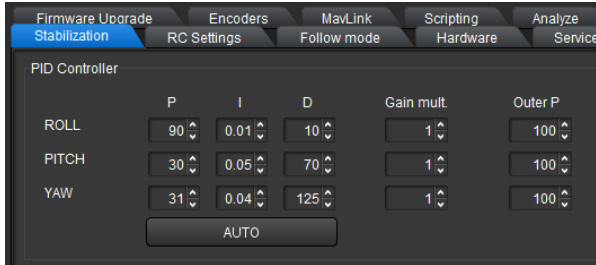 Firmware Upgrade Encoders MavLink Scripting Analyze
Stabilization RC Settings Follow mode Hardware Service
PID Controller
P I D Gain mult. Outer P
ROLL 90 0.01 10 1 100
PITCH 30 0.05 70 1 100
YAW 31 0.04 125 1 100
AUTO